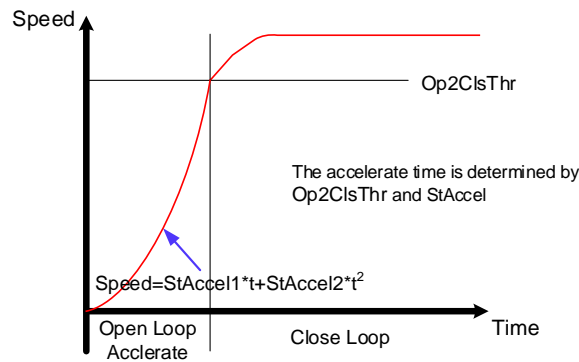 Speed
Op2ClsThr
The accelerate time is determined by
Op2ClsThr and StAccel
Speed=StAccel1*t+StAccel2*t²
Open Loop
Acclerate
Close Loop
Time